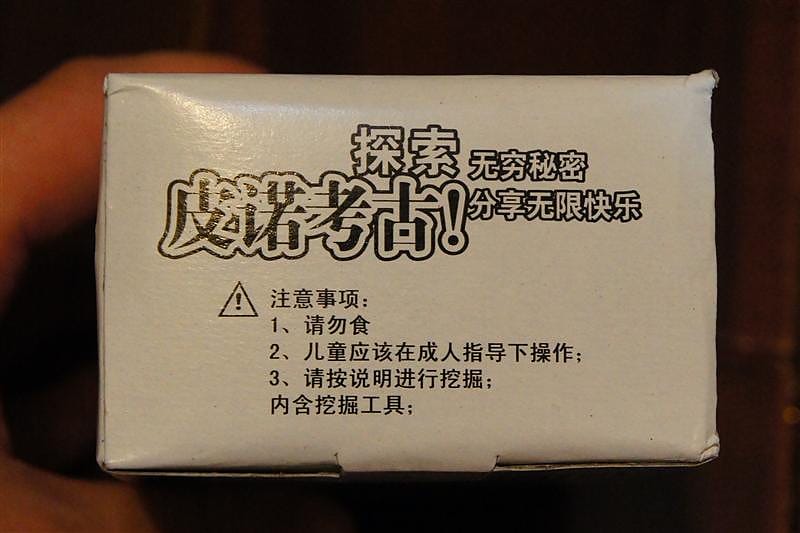 探索 无穷秘密
皮诺考古! 分享无限快乐
注意事项:
1、请勿食
2、儿童应该在成人指导下操作;
3、请按说明进行挖掘;
内含挖掘工具;